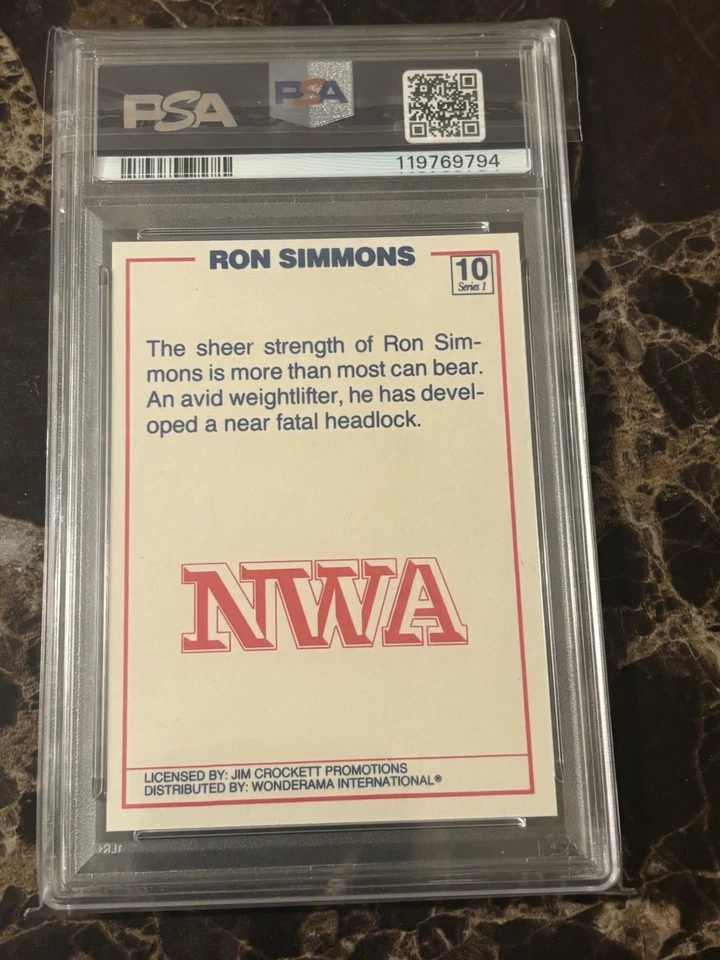 PSA
PSA
119769794
RON SIMMONS
10
Series 1
The sheer strength of Ron Sim-
mons is more than most can bear.
An avid weightlifter, he has devel-
oped a near fatal headlock.
NWA
LICENSED BY: JIM CROCKETT PROMOTIONS
DISTRIBUTED BY: WONDERAMA INTERNATIONAL®